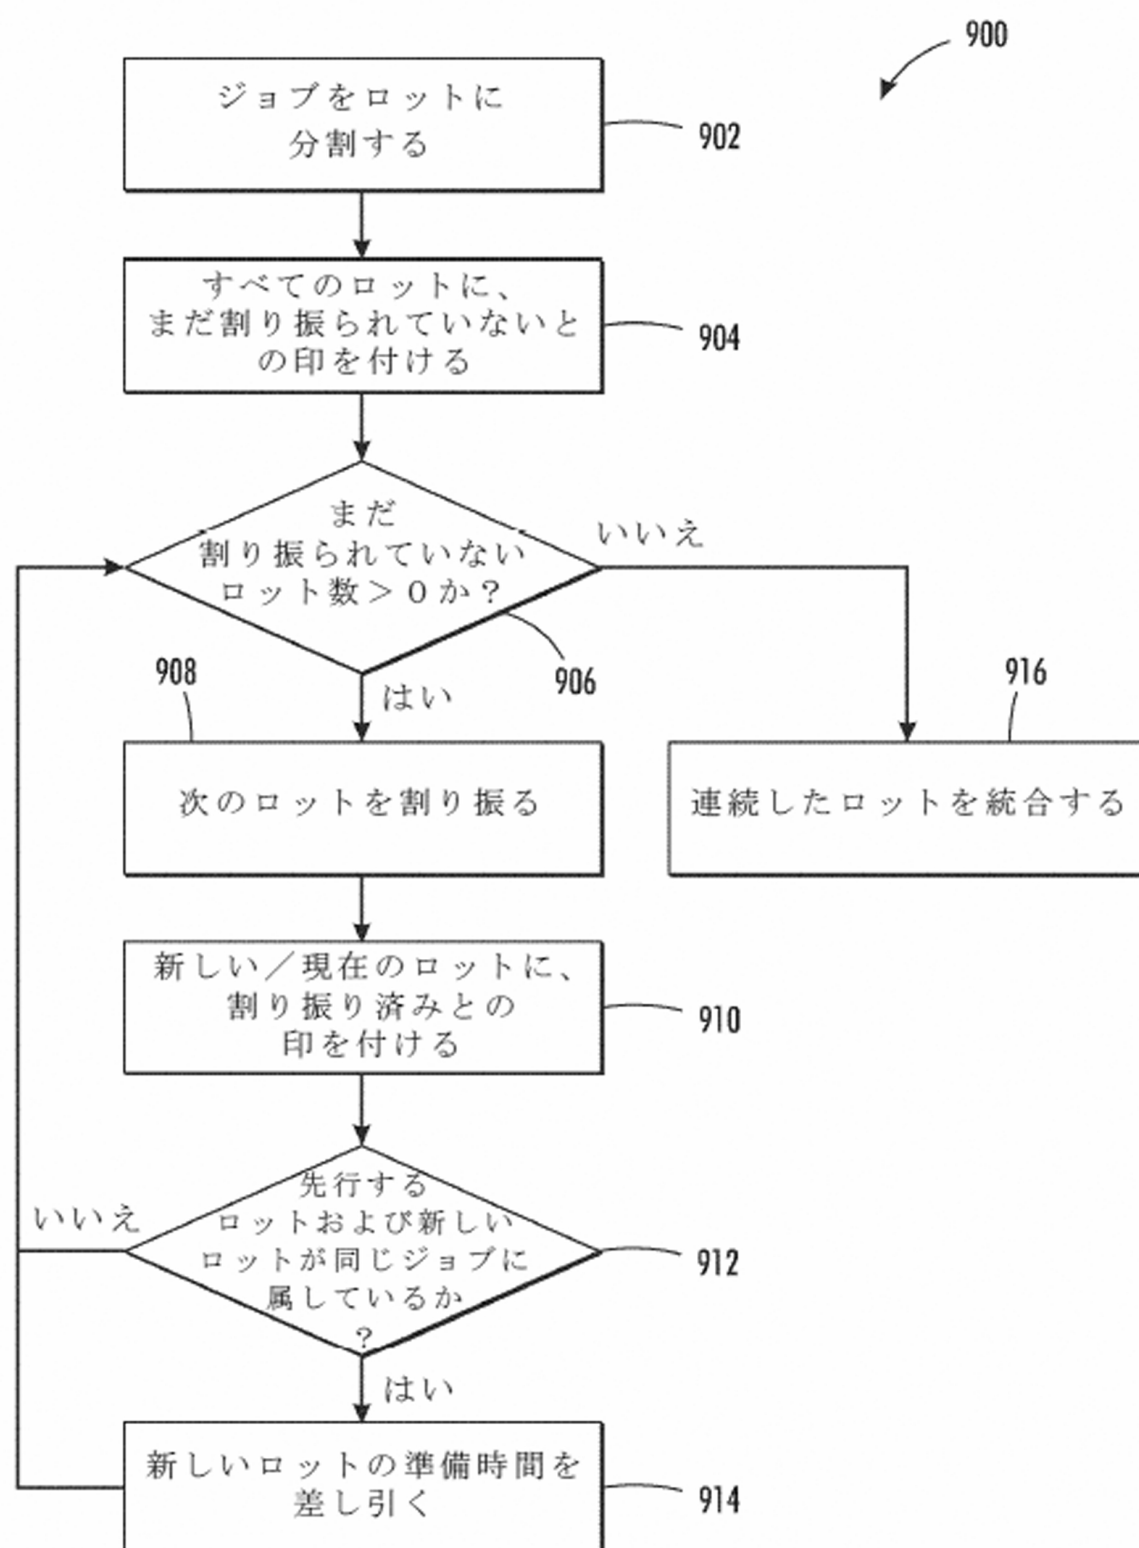 900
ジョブをロットに
分割する
902
すべてのロットに、
まだ割り振られていないと
の印を付ける
904
まだ
割り振られていない
ロット数＞０か？
いいえ
906
はい
908
916
次のロットを割り振る
連続したロットを統合する
新しい／現在のロットに、
割り振り済みとの
印を付ける
910
先行する
ロットおよび新しい
ロットが同じジョブに
属しているか
？
いいえ
912
はい
新しいロットの準備時間を
差し引く
914